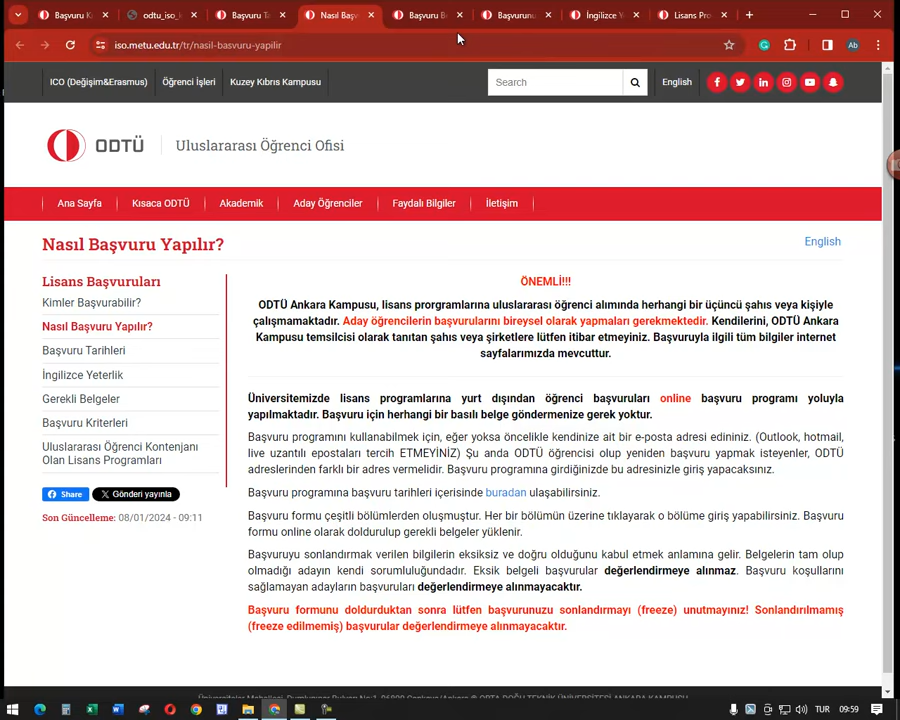 Başvuru K
odtu_iso_k
Başvuru Ta
Nasıl Başv
Başvuru Be
Başvurunu
İngilizce Ye
Lisans Pro
iso.metu.edu.tr/tr/nasil-basvuru-yapilir
Ab
ICO (Değişim&Erasmus) Öğrenci İşleri Kuzey Kıbrıs Kampusu Search English
ODTÜ Uluslararası Öğrenci Ofisi
Ana Sayfa Kısaca ODTÜ Akademik Aday Öğrenciler Faydalı Bilgiler İletişim
Nasıl Başvuru Yapılır?
English
Lisans Başvuruları
Kimler Başvurabilir?
Nasıl Başvuru Yapılır?
Başvuru Tarihleri
İngilizce Yeterlik
Gerekli Belgeler
Başvuru Kriterleri
Uluslararası Öğrenci Kontenjanı
Olan Lisans Programları
Share Gönderi yayınla
Son Güncelleme: 08/01/2024 - 09:11
ÖNEMLİ!!!
ODTÜ Ankara Kampusu, lisans prorgramlarına uluslararası öğrenci alımında herhangi bir üçüncü şahıs veya kişiyle
çalışmamaktadır. Aday öğrencilerin başvurularını bireysel olarak yapmaları gerekmektedir. Kendilerini, ODTÜ Ankara
Kampusu temsilcisi olarak tanıtan şahıs veya şirketlere lütfen itibar etmeyiniz. Başvuruyla ilgili tüm bilgiler internet
sayfalarımızda mevcuttur.
Üniversitemizde lisans programlarına yurt dışından öğrenci başvuruları online başvuru programı yoluyla
yapılmaktadır. Başvuru için herhangi bir basılı belge göndermenize gerek yoktur.
Başvuru programını kullanabilmek için, eğer yoksa öncelikle kendinize ait bir e-posta adresi edininiz. (Outlook, hotmail,
live uzantılı epostaları tercih ETMEYİNİZ) Şu anda ODTÜ öğrencisi olup yeniden başvuru yapmak isteyenler, ODTÜ
adreslerinden farklı bir adres vermelidir. Başvuru programına girdiğinizde bu adresinizle giriş yapacaksınız.
Başvuru programına başvuru tarihleri içerisinde buradan ulaşabilirsiniz.
Başvuru formu çeşitli bölümlerden oluşmuştur. Her bir bölümün üzerine tıklayarak o bölüme giriş yapabilirsiniz. Başvuru
formu online olarak doldurulup gerekli belgeler yüklenir.
Başvuruyu sonlandırmak verilen bilgilerin eksiksiz ve doğru olduğunu kabul etmek anlamına gelir. Belgelerin tam olup
olmadığı adayın kendi sorumluluğundadır. Eksik belgeli başvurular değerlendirmeye alınmaz. Başvuru koşullarını
sağlamayan adayların başvuruları değerlendirmeye alınmayacaktır.
Başvuru formunu doldurduktan sonra lütfen başvurunuzu sonlandırmayı (freeze) unutmayınız! Sonlandırılmamış
(freeze edilmemiş) başvurular değerlendirmeye alınmayacaktır.
TUR 09:59